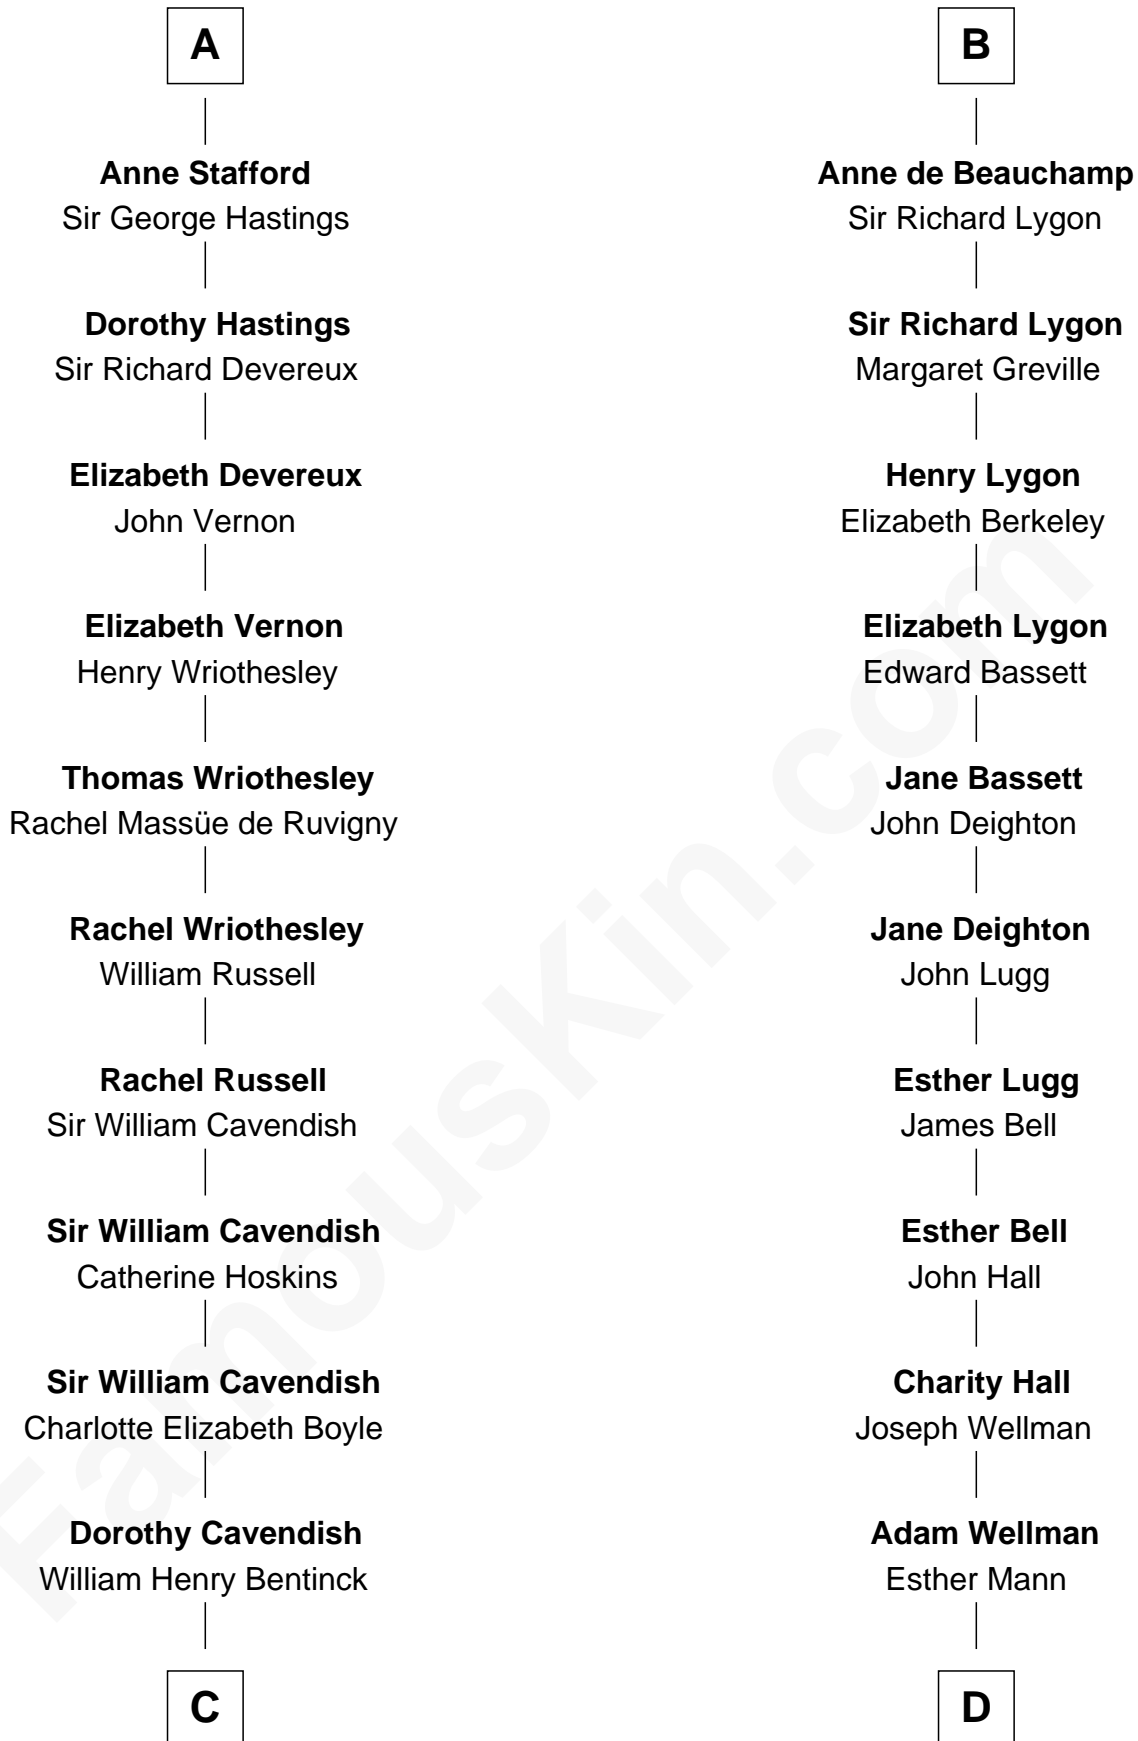 A
Anne Stafford
Sir George Hastings
Dorothy Hastings
Sir Richard Devereux
Elizabeth Devereux
John Vernon
Elizabeth Vernon
Henry Wriothesley
Thomas Wriothesley
Rachel Massüe de Ruvigny
Rachel Wriothesley
William Russell
Rachel Russell
Sir William Cavendish
Sir William Cavendish
Catherine Hoskins
Sir William Cavendish
Charlotte Elizabeth Boyle
Dorothy Cavendish
William Henry Bentinck
C
B
Anne de Beauchamp
Sir Richard Lygon
Sir Richard Lygon
Margaret Greville
Henry Lygon
Elizabeth Berkeley
Elizabeth Lygon
Edward Bassett
Jane Bassett
John Deighton
Jane Deighton
John Lugg
Esther Lugg
James Bell
Esther Bell
John Hall
Charity Hall
Joseph Wellman
Adam Wellman
Esther Mann
D
FamousKin.com